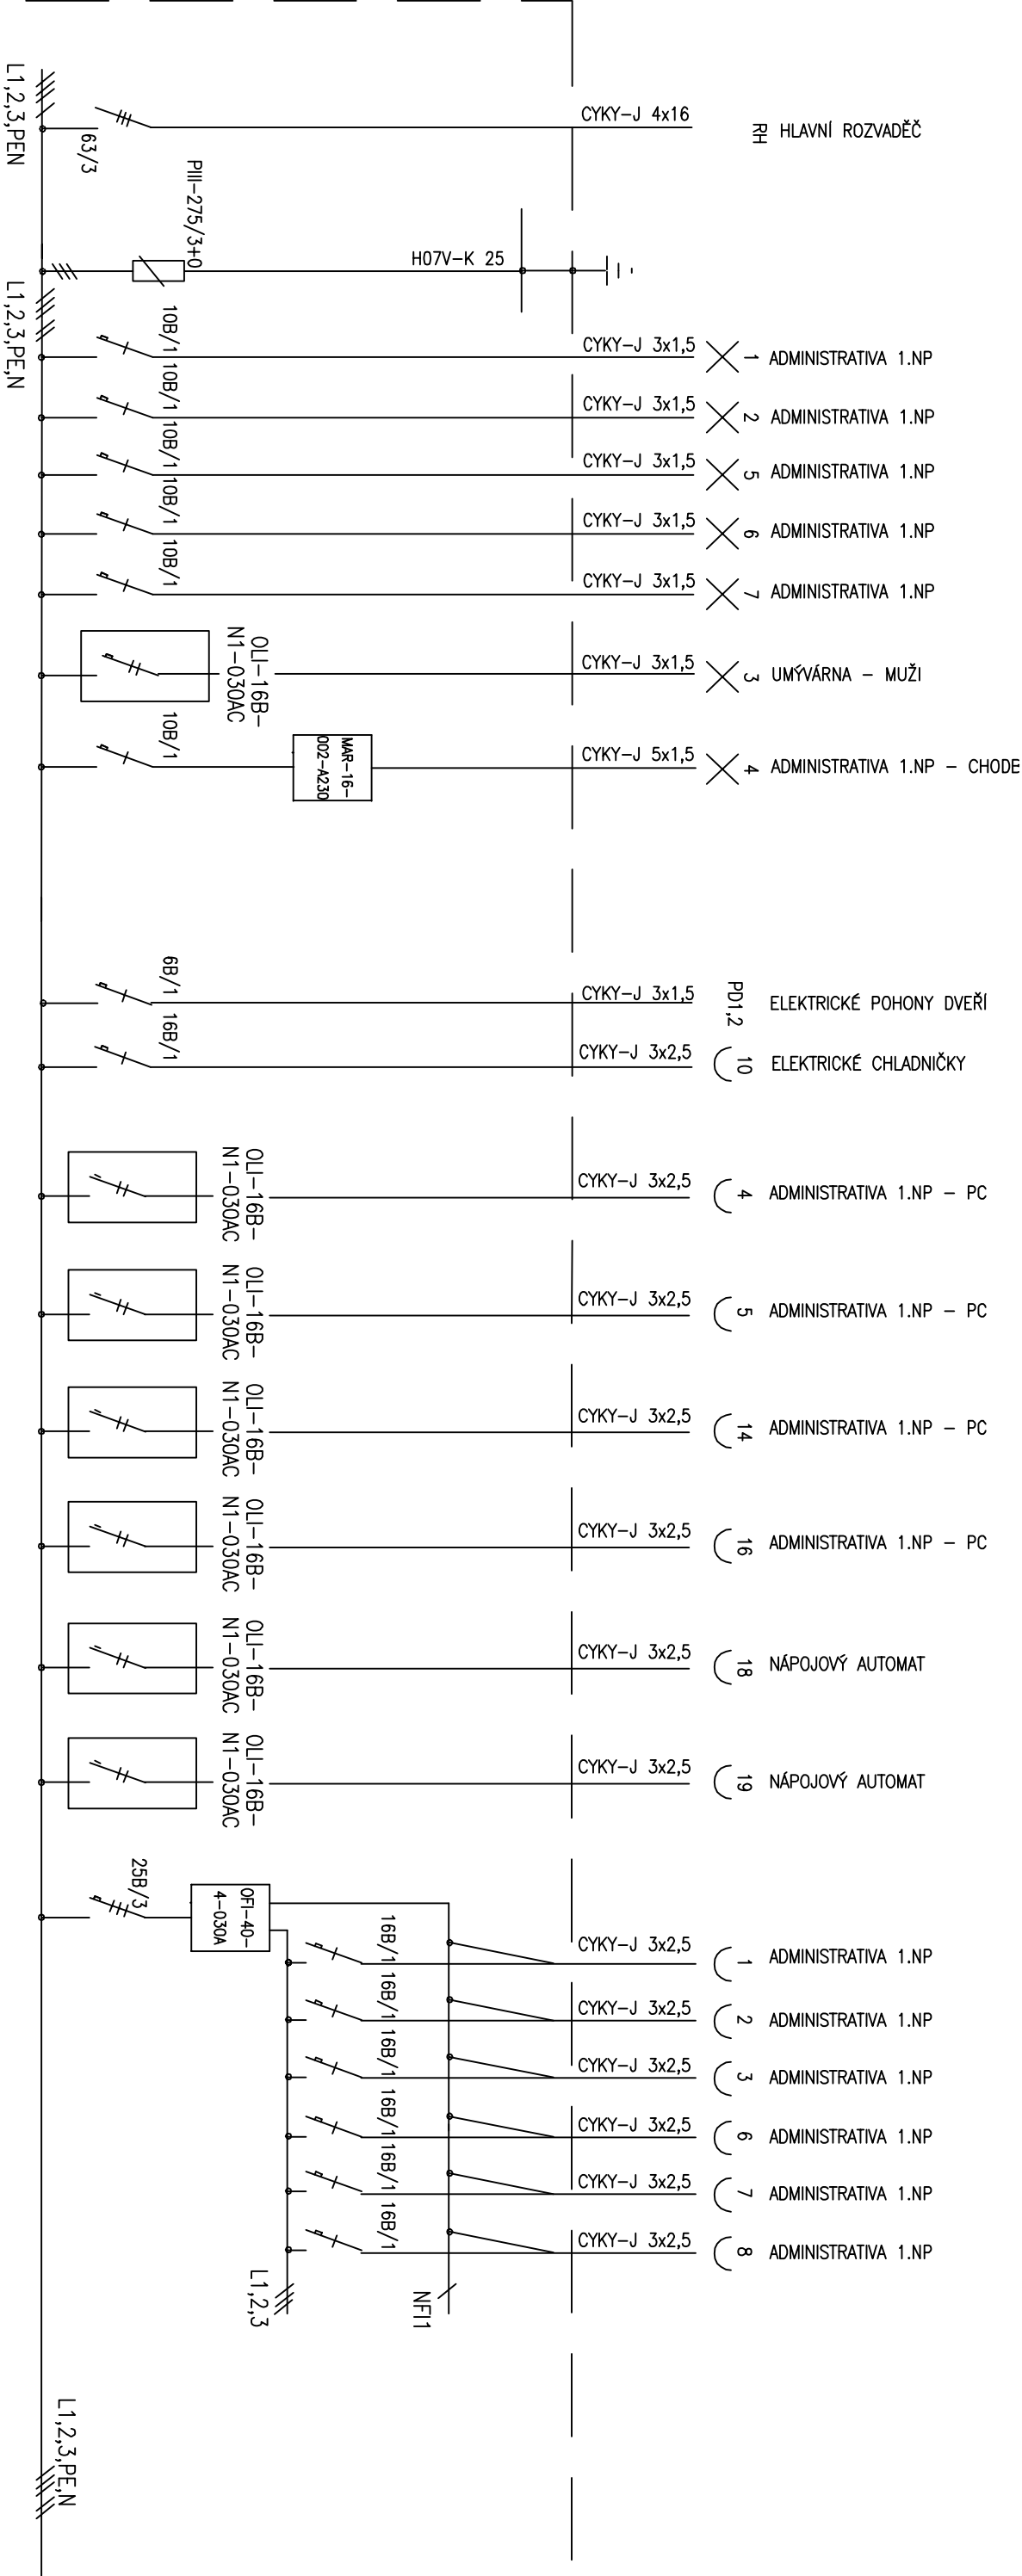 L1,2,3,PEN
63/3
CYKY-J 4x16
RH HLAVNÍ ROZVADĚČ
PIII-275/3+0
H07V-K 25
L1,2,3,PE,N
10B/1
CYKY-J 3x1,5
1 ADMINISTRATIVA 1.NP
10B/1
CYKY-J 3x1,5
2 ADMINISTRATIVA 1.NP
10B/1
CYKY-J 3x1,5
5 ADMINISTRATIVA 1.NP
10B/1
CYKY-J 3x1,5
6 ADMINISTRATIVA 1.NP
10B/1
CYKY-J 3x1,5
7 ADMINISTRATIVA 1.NP
OLI-16B-
N1-030AC
CYKY-J 3x1,5
3 UMÝVÁRNA - MUŽI
10B/1
MAR-16-
002-A230
CYKY-J 5x1,5
4 ADMINISTRATIVA 1.NP - CHODE
6B/1
CYKY-J 3x1,5
PD1,2 ELEKTRICKÉ POHONY DVEŘÍ
16B/1
CYKY-J 3x2,5
10 ELEKTRICKÉ CHLADNIČKY
OLI-16B-
N1-030AC
CYKY-J 3x2,5
4 ADMINISTRATIVA 1.NP - PC
OLI-16B-
N1-030AC
CYKY-J 3x2,5
5 ADMINISTRATIVA 1.NP - PC
OLI-16B-
N1-030AC
CYKY-J 3x2,5
14 ADMINISTRATIVA 1.NP - PC
OLI-16B-
N1-030AC
CYKY-J 3x2,5
16 ADMINISTRATIVA 1.NP - PC
OLI-16B-
N1-030AC
CYKY-J 3x2,5
18 NÁPOJOVÝ AUTOMAT
OLI-16B-
N1-030AC
CYKY-J 3x2,5
19 NÁPOJOVÝ AUTOMAT
25B/3
OFI-40-
4-030A
16B/1
CYKY-J 3x2,5
1 ADMINISTRATIVA 1.NP
16B/1
CYKY-J 3x2,5
2 ADMINISTRATIVA 1.NP
16B/1
CYKY-J 3x2,5
3 ADMINISTRATIVA 1.NP
16B/1
CYKY-J 3x2,5
6 ADMINISTRATIVA 1.NP
16B/1
CYKY-J 3x2,5
7 ADMINISTRATIVA 1.NP
16B/1
CYKY-J 3x2,5
8 ADMINISTRATIVA 1.NP
L1,2,3
NFI1
L1,2,3,PE,N